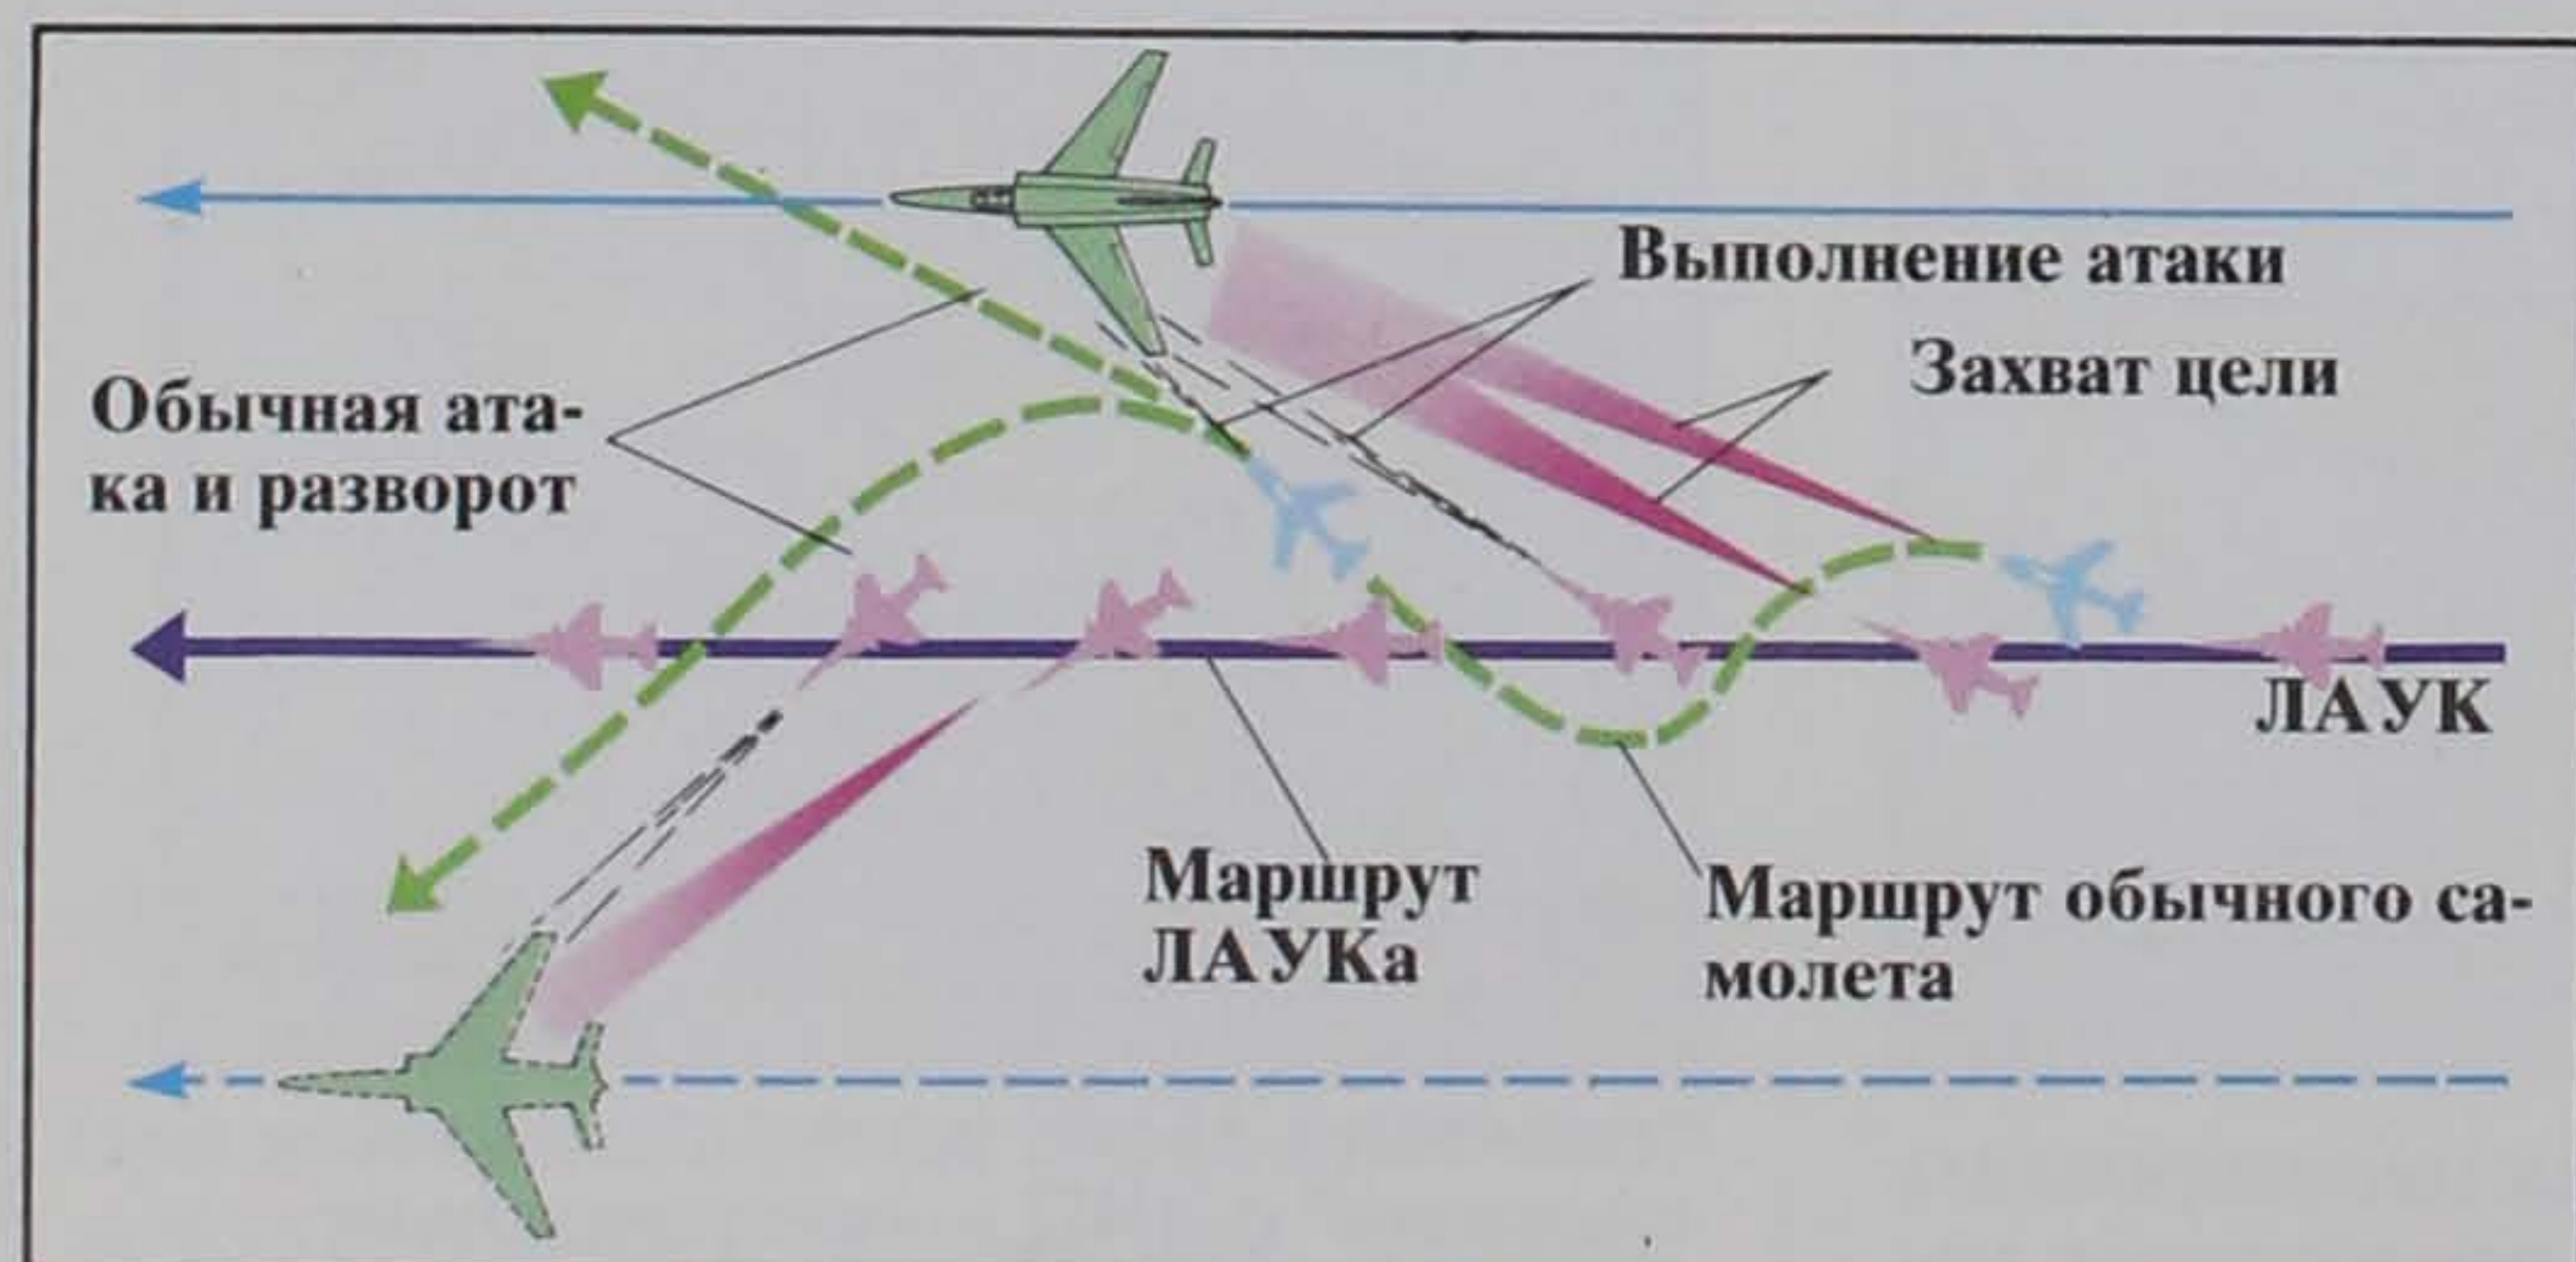 Выполнение атаки
Захват цели
Обычная ата-
ка и разворот
ЛАУК
Маршрут
ЛАУКа
Маршрут обычного са-
молета